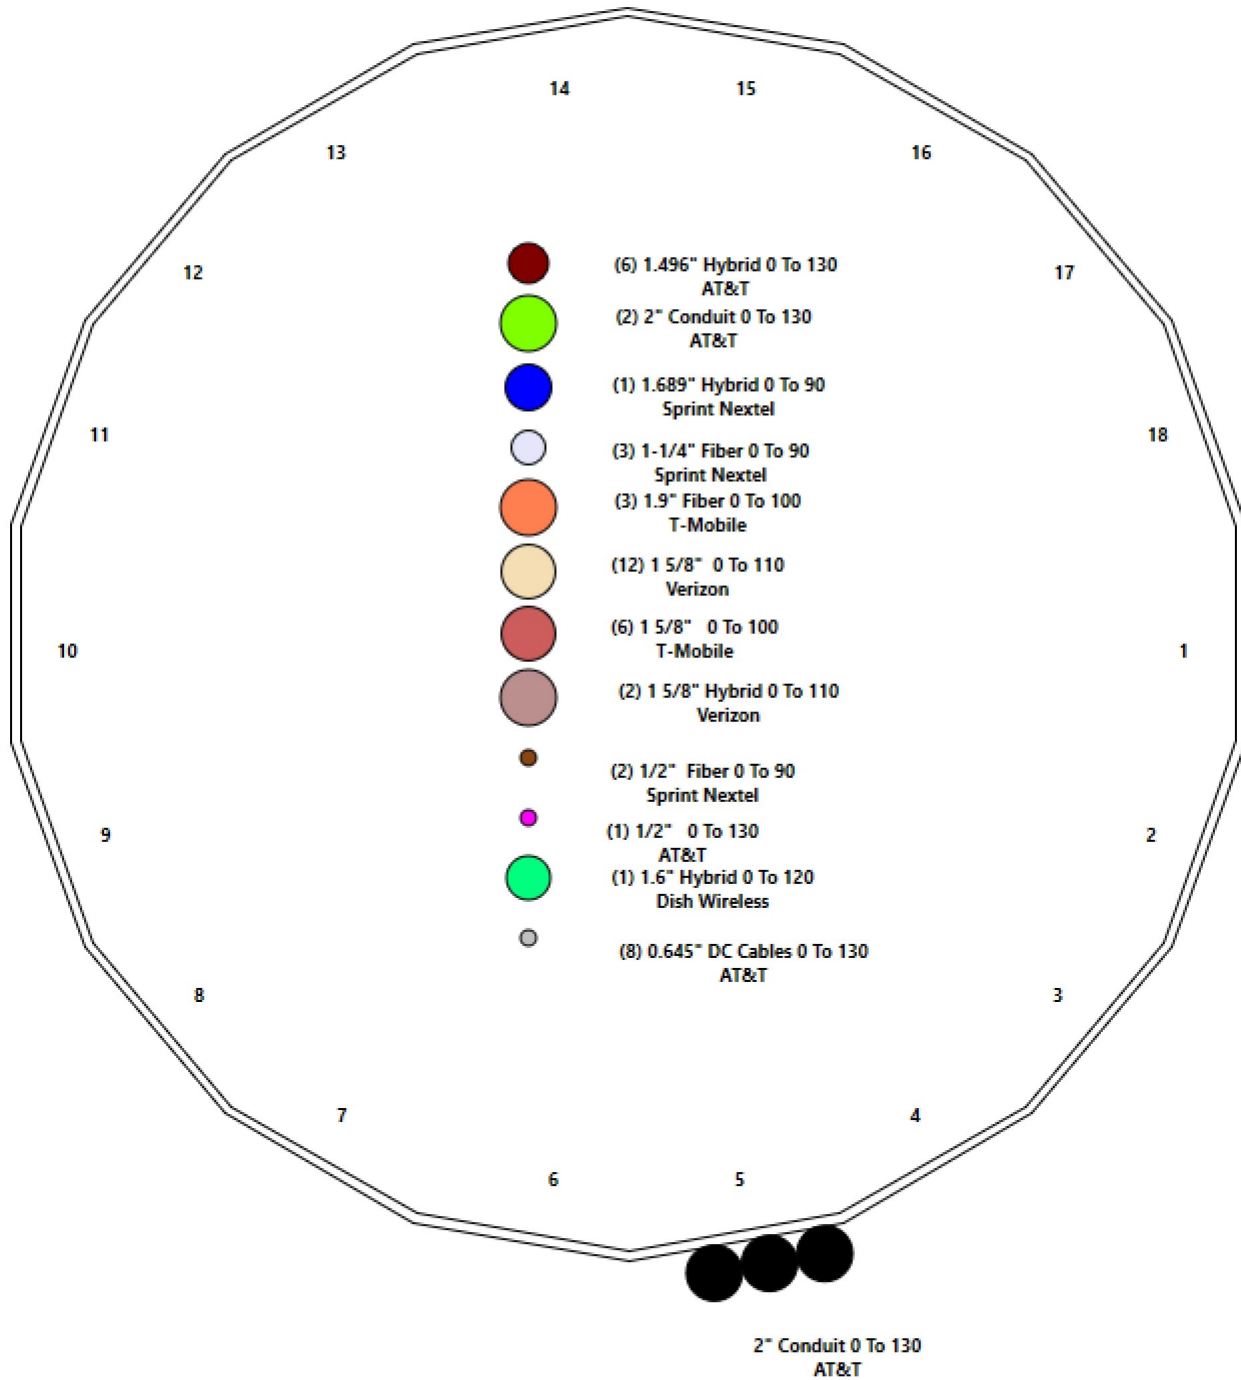 14
15
13
16
12
17
(6) 1.496" Hybrid 0 To 130
AT&T
(2) 2" Conduit 0 To 130
AT&T
(1) 1.689" Hybrid 0 To 90
Sprint Nextel
11
18
(3) 1-1/4" Fiber 0 To 90
Sprint Nextel
(3) 1.9" Fiber 0 To 100
T-Mobile
(12) 1 5/8"  0 To 110
Verizon
(6) 1 5/8"   0 To 100
T-Mobile
10
1
(2) 1 5/8" Hybrid 0 To 110
Verizon
(2) 1/2"  Fiber 0 To 90
Sprint Nextel
9
2
(1) 1/2"   0 To 130
AT&T
(1) 1.6" Hybrid 0 To 120
Dish Wireless
(8) 0.645" DC Cables 0 To 130
AT&T
8
3
7
4
6
5
2" Conduit 0 To 130
AT&T